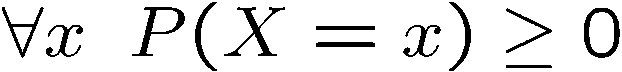 ∀x P(X = x) ≥ 0